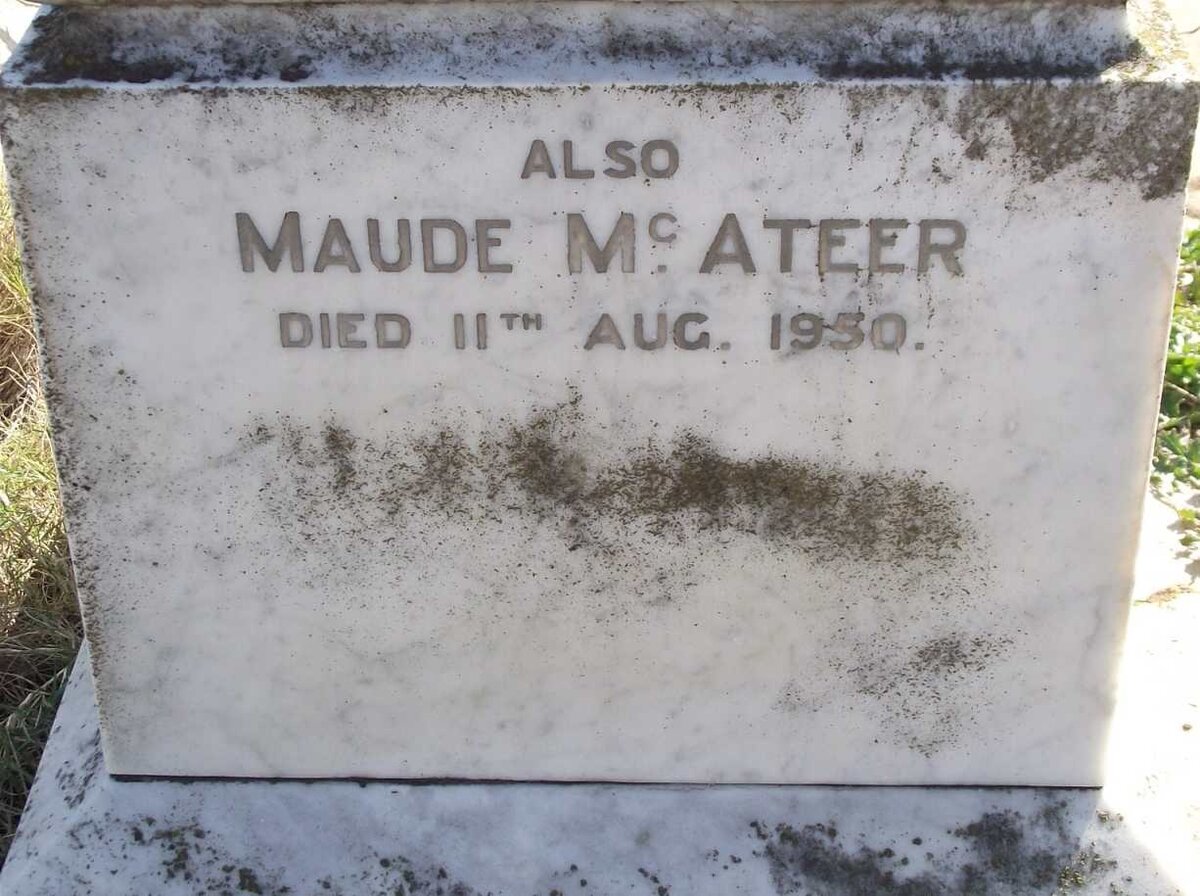 ALSO
MAUDE Mc. ATEER
DIED 11TH AUG. 1950.